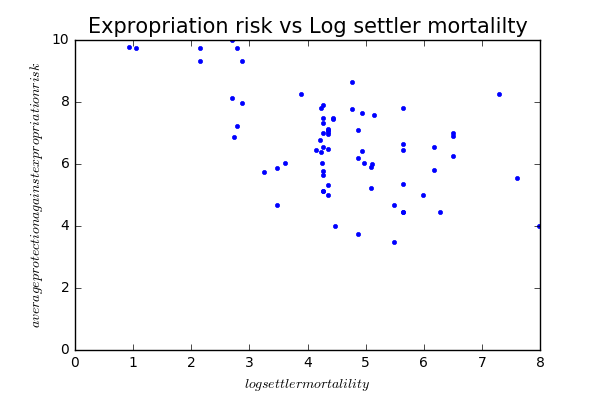 Expropriation risk vs Log settler mortalilty
10
8
6
4
2
0
averageprotectionagainstexpropriationrisk
0 1 2 3 4 5 6 7 8
logsettlermortalility